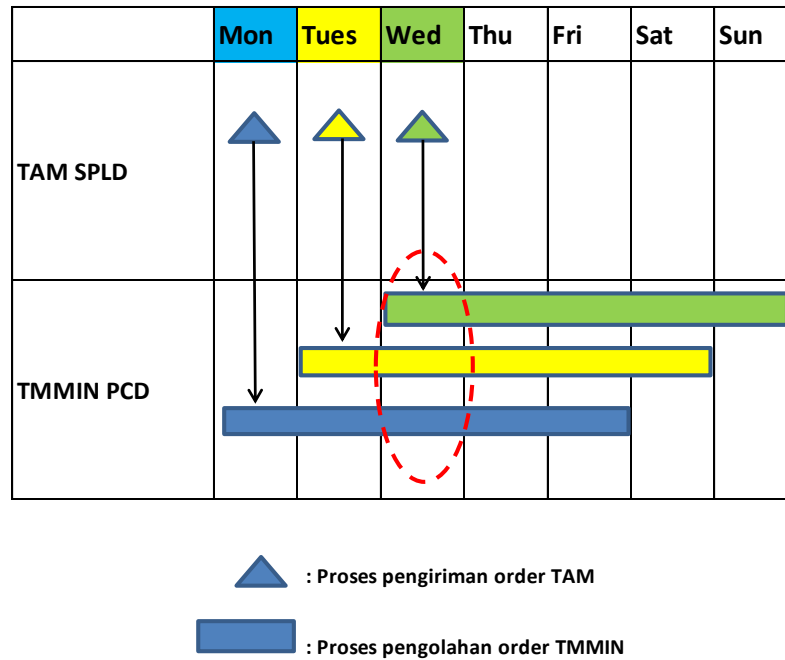 Mon Tues Wed Thu Fri Sat Sun
TAM SPLD
TMMIN PCD
: Proses pengiriman order TAM
: Proses pengolahan order TMMIN